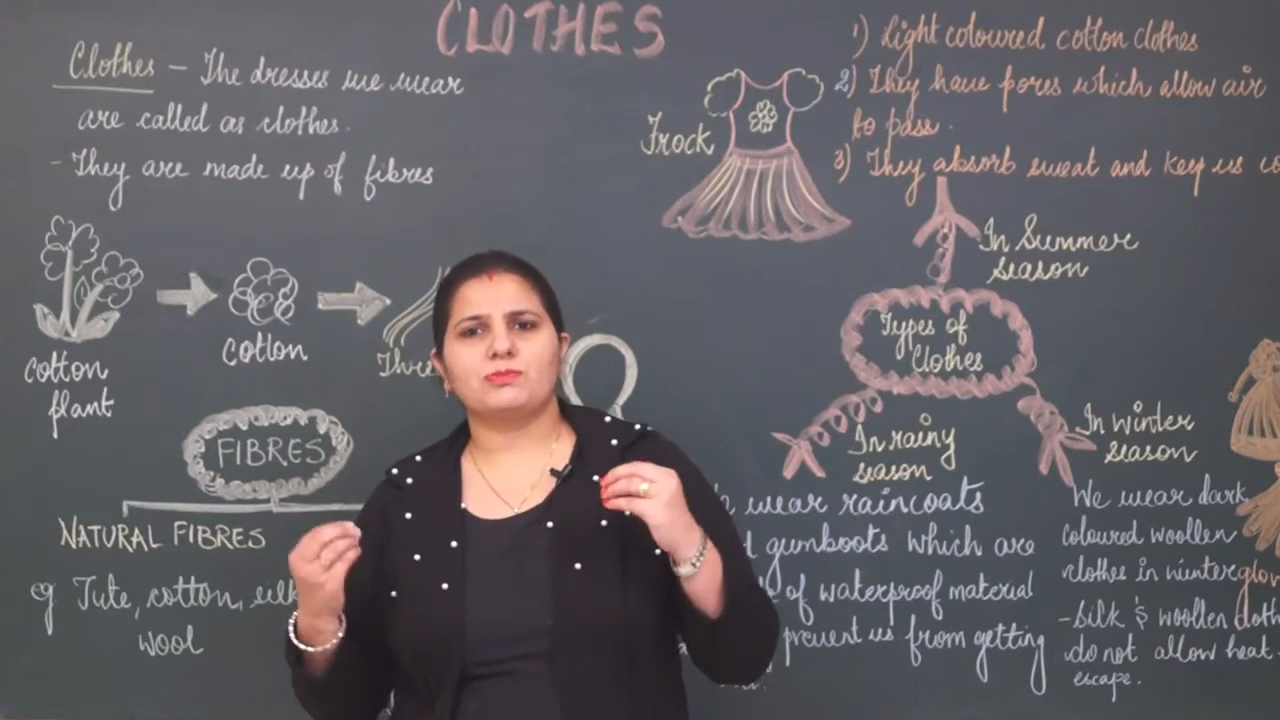 CLOTHES
Clothes – The dresses we wear
are called as clothes.
- They are made up of fibres
cotton
plant
cotton
FIBRES
NATURAL FIBRES
eg Jute, cotton, silk
wool
Frock
1) Light coloured cotton clothes
2) They have pores which allow air
to pass.
3) They absorb sweat and keep us
In Summer
season
Types of
Clothes
In rainy
season
In winter
season
wear raincoats
gumboots which are
of waterproof material
prevent us from getting
We wear dark
coloured woollen
clothes in winter
- Silk & woollen
do not allow heat
escape.